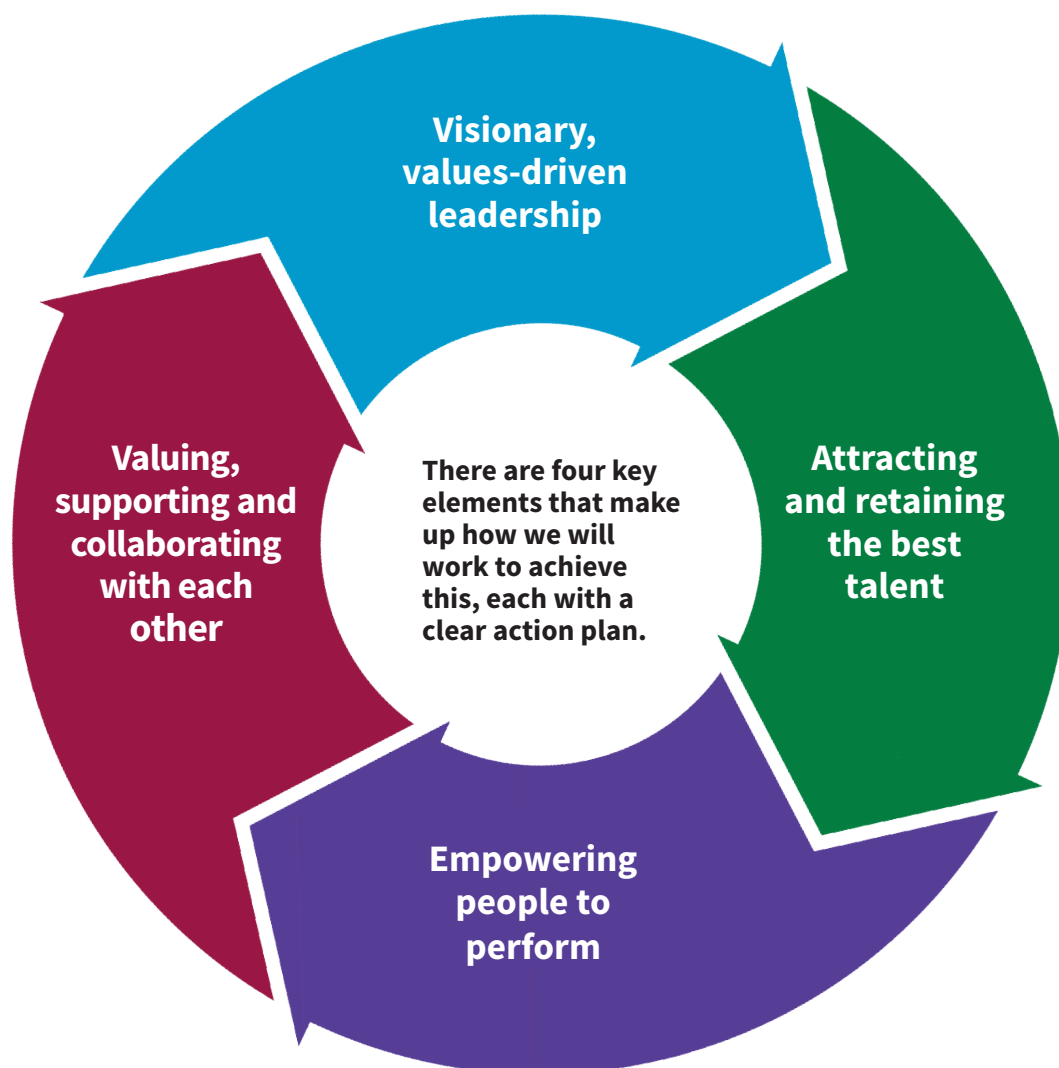 Visionary,
values-driven
leadership
Attracting
and retaining
the best
talent
Empowering
people to
perform
Valuing,
supporting and
collaborating
with each
other
There are four key
elements that make
up how we will
work to achieve
this, each with a
clear action plan.